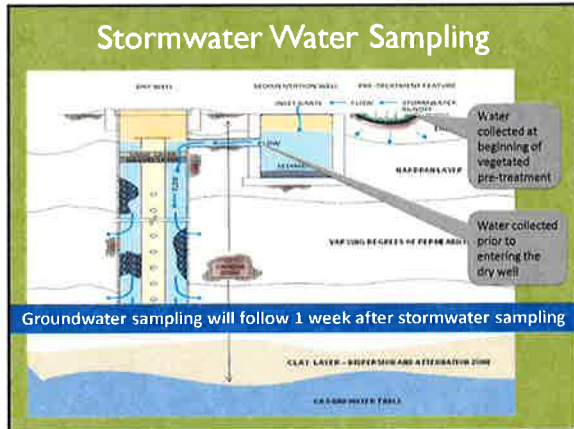 Stormwater Water Sampling
DRY WELL
SEDIMENTATION WELL
PRE-TREATMENT FEATURE
INLET GRATE
FLOW
STORMWATER
RUNOFF
Water
collected at
beginning of
vegetated
pre-treatment
FLOW
FLOW
HARDPAN LAYER
Water collected
prior to
entering the
dry well
VARYING DEGREES OF
Groundwater sampling will follow 1 week after stormwater sampling
CLAY LAYER - DISPERSION AND ATTENUATION ZONE
GROUNDWATER TABLE